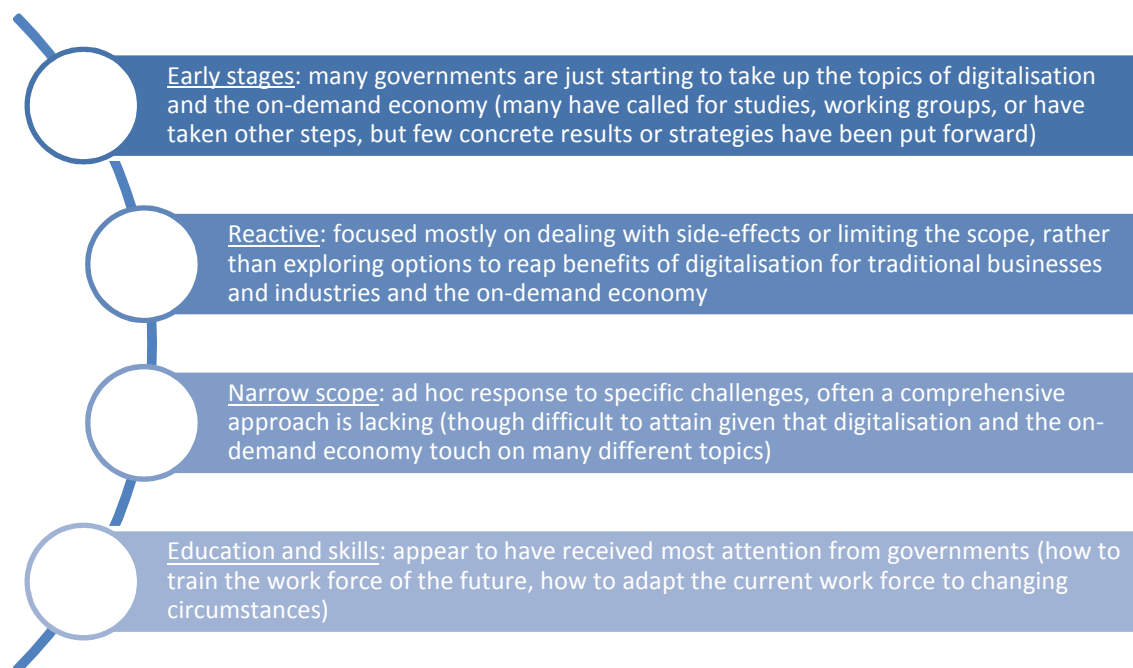 Early stages: many governments are just starting to take up the topics of digitalisation
and the on-demand economy (many have called for studies, working groups, or have
taken other steps, but few concrete results or strategies have been put forward)
Reactive: focused mostly on dealing with side-effects or limiting the scope, rather
than exploring options to reap benefits of digitalisation for traditional businesses
and industries and the on-demand economy
Narrow scope: ad hoc response to specific challenges, often a comprehensive
approach is lacking (though difficult to attain given that digitalisation and the on-
demand economy touch on many different topics)
Education and skills: appear to have received most attention from governments (how to
train the work force of the future, how to adapt the current work force to changing
circumstances)